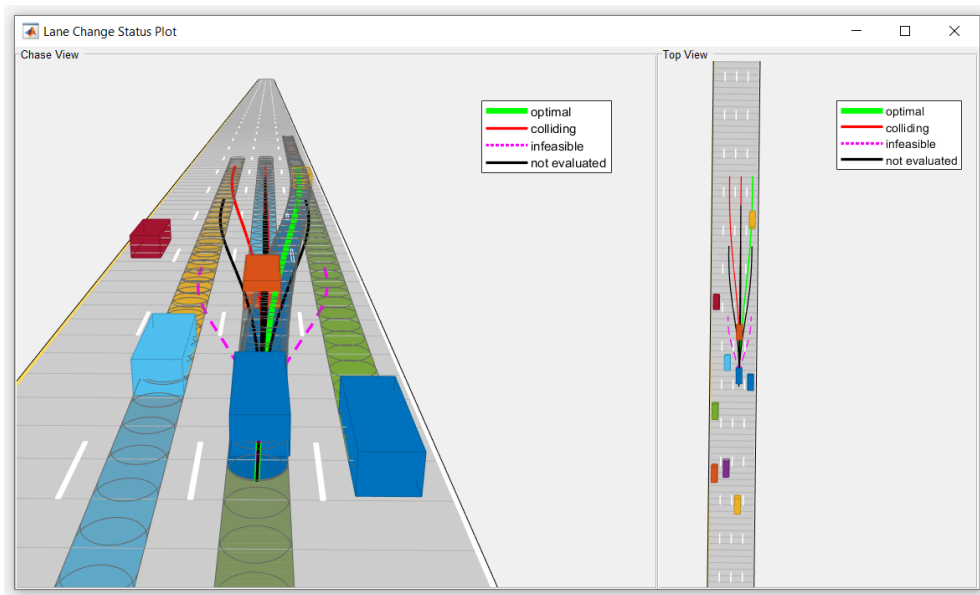 Lane Change Status Plot
Chase View
optimal
colliding
infeasible
not evaluated
Top View
optimal
colliding
infeasible
not evaluated